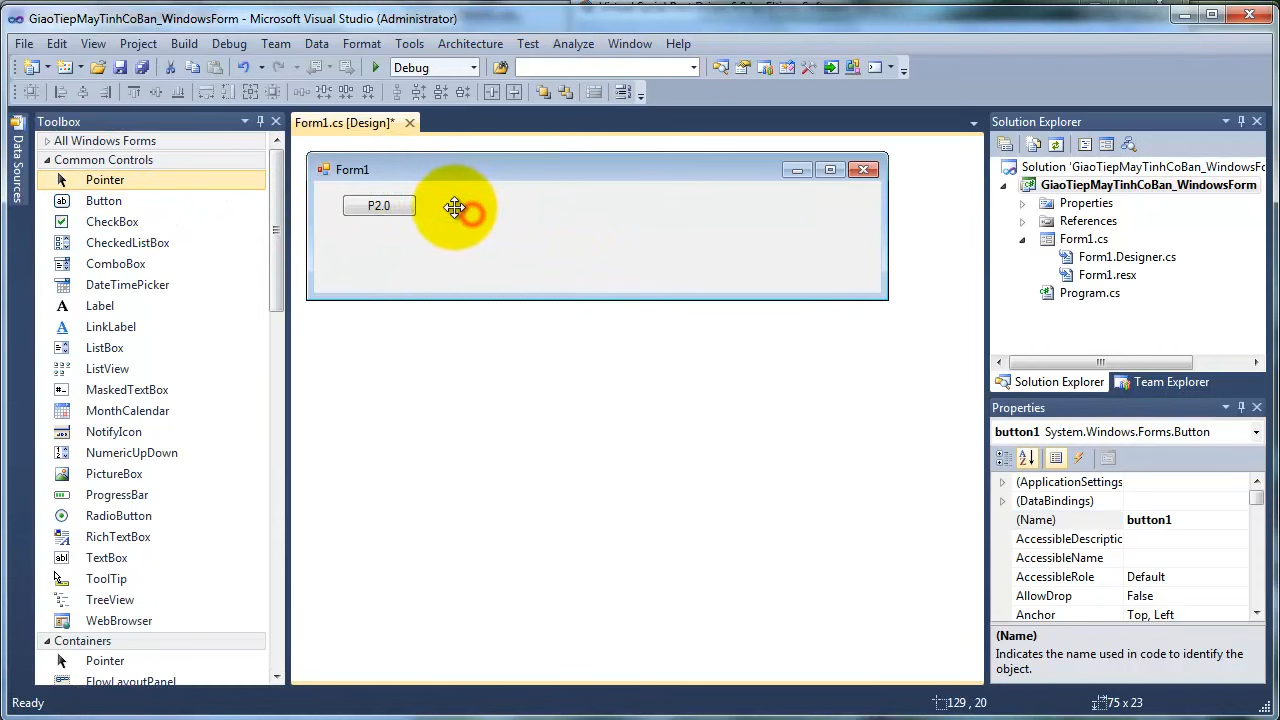 GiaoTiepMayTinhCoBan_WindowsForm - Microsoft Visual Studio (Administrator)
File Edit View Project Build Debug Team Data Format Tools Architecture Test Analyze Window Help
Debug
Data Sources
Toolbox
All Windows Forms
Common Controls
Pointer
Button
CheckBox
CheckedListBox
ComboBox
DateTimePicker
Label
LinkLabel
ListBox
ListView
MaskedTextBox
MonthCalendar
NotifyIcon
NumericUpDown
PictureBox
ProgressBar
RadioButton
RichTextBox
TextBox
ToolTip
TreeView
WebBrowser
Containers
Pointer
FlowLayoutPanel
Form1.cs [Design]*
Form1
P2.0
Solution Explorer
Solution 'GiaoTiepMayTinhCoBan_WindowsFo
GiaoTiepMayTinhCoBan_WindowsForm
Properties
References
Form1.cs
Form1.Designer.cs
Form1.resx
Program.cs
Solution Explorer Team Explorer
Properties
button1 System.Windows.Forms.Button
(ApplicationSettings
(DataBindings)
(Name) button1
AccessibleDescriptic
AccessibleName
AccessibleRole Default
AllowDrop False
Anchor Top, Left
(Name)
Indicates the name used in code to identify the
object.
Ready 129 , 20 75 x 23